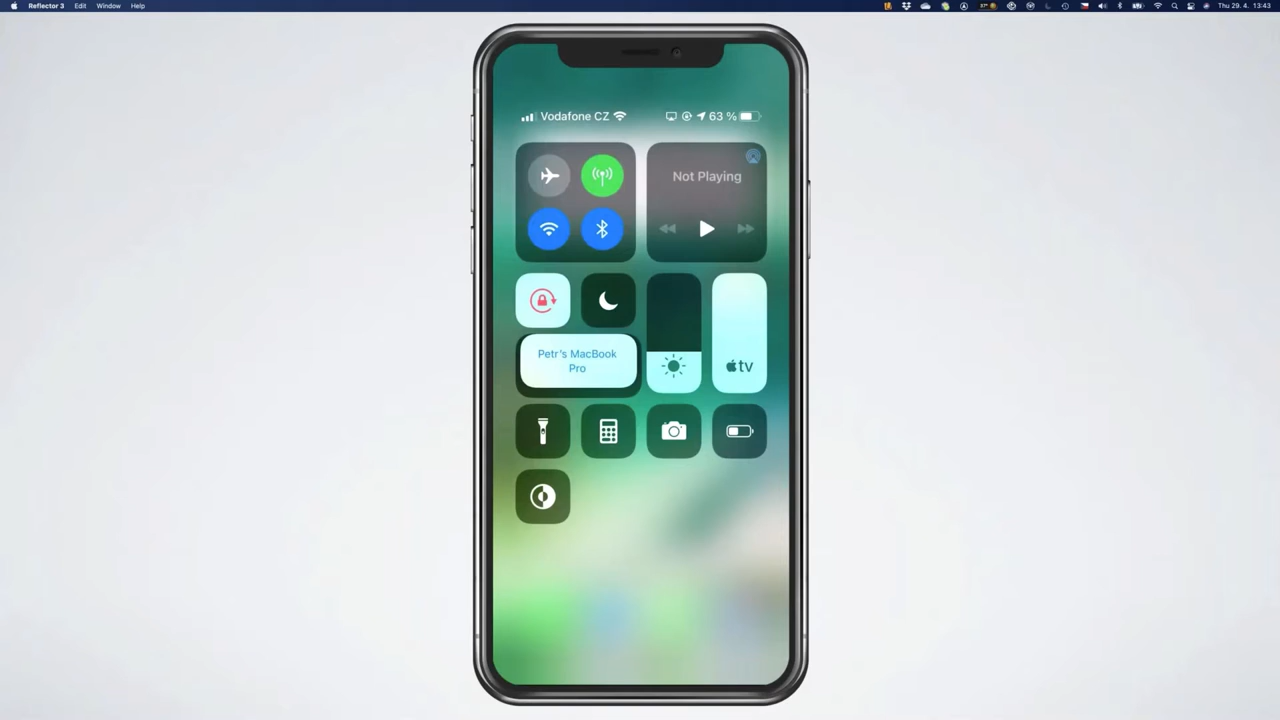 Reflector 3 Edit Window Help
37° Thu 29. 4. 13:43
Vodafone CZ 63 %
Not Playing
Petr's MacBook
Pro
tv